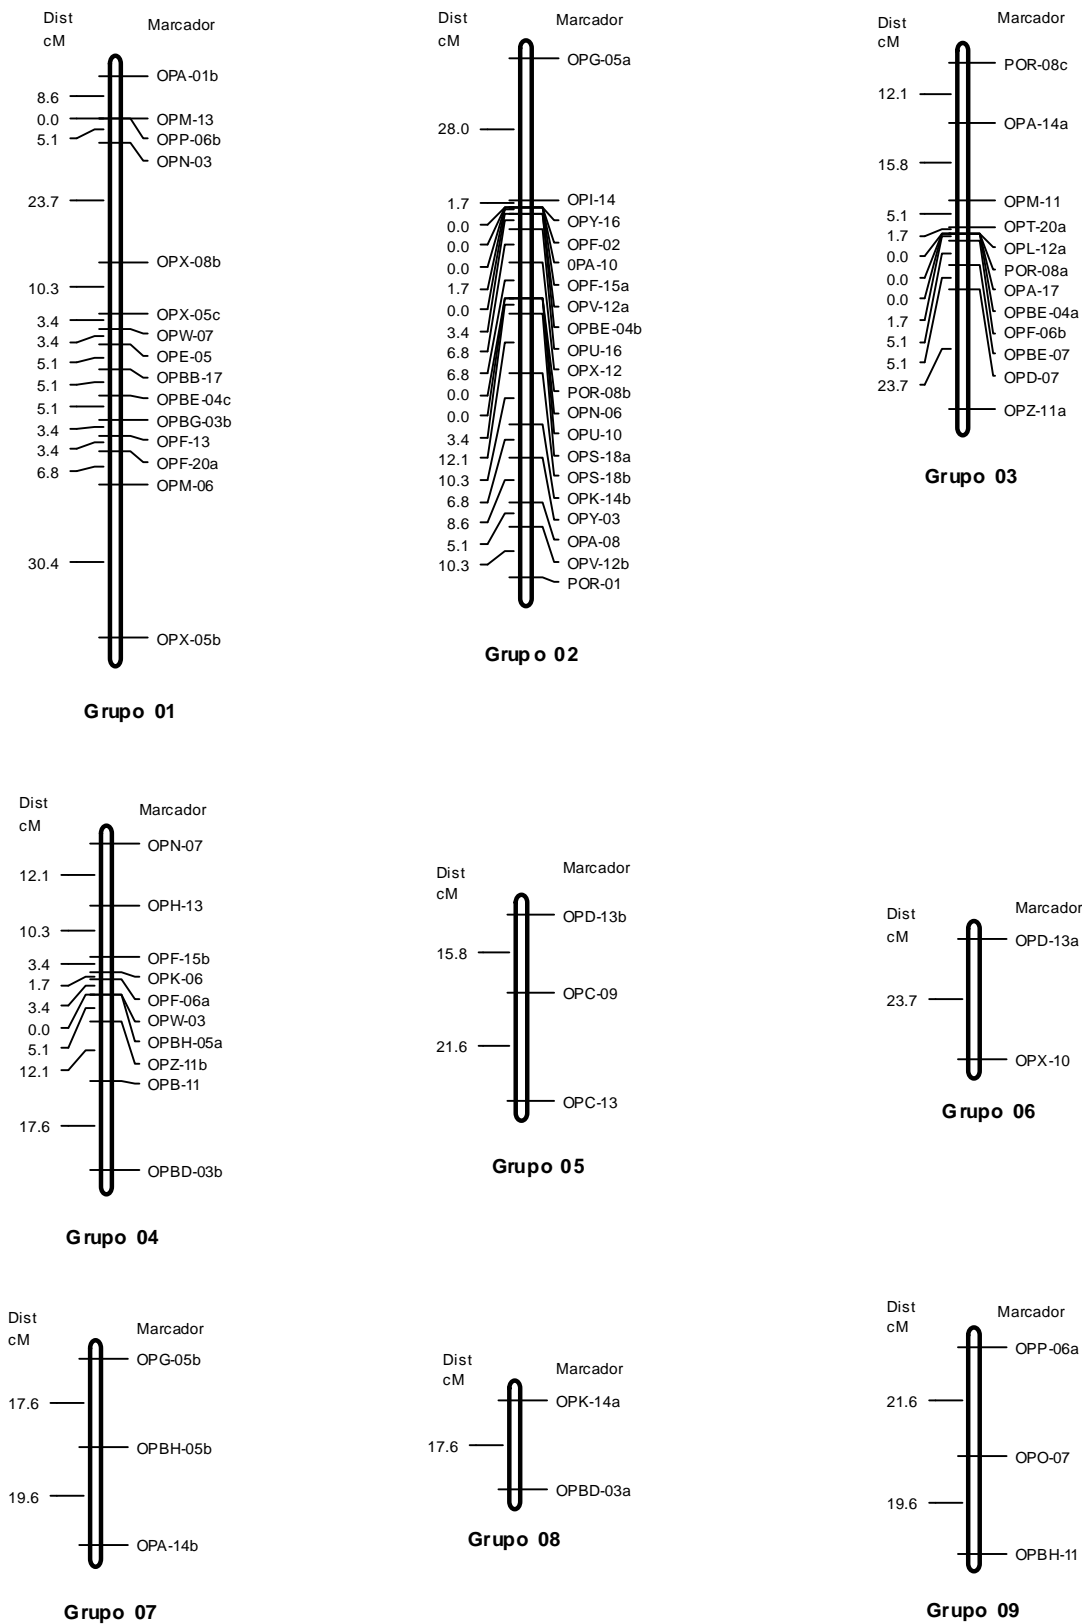 Dist
cM
Marcador
OPA-01b
8.6
0.0
OPM-13
5.1
OPP-06b
OPN-03
23.7
OPX-08b
10.3
OPX-05c
3.4
OPW-07
3.4
OPE-05
5.1
OPBB-17
5.1
OPBE-04c
5.1
OPBG-03b
3.4
OPF-13
3.4
OPF-20a
6.8
OPM-06
30.4
OPX-05b
Grupo 01
Dist
cM
Marcador
OPG-05a
28.0
OPI-14
1.7
OPY-16
0.0
OPF-02
0.0
0PA-10
0.0
OPF-15a
1.7
OPV-12a
0.0
OPBE-04b
3.4
OPU-16
6.8
OPX-12
6.8
POR-08b
0.0
OPN-06
0.0
OPU-10
3.4
OPS-18a
12.1
OPS-18b
10.3
OPK-14b
6.8
OPY-03
8.6
OPA-08
5.1
OPV-12b
10.3
POR-01
Grupo 02
Dist
cM
Marcador
POR-08c
12.1
OPA-14a
15.8
OPM-11
5.1
OPT-20a
1.7
OPL-12a
0.0
POR-08a
0.0
OPA-17
0.0
OPBE-04a
1.7
OPF-06b
5.1
OPBE-07
5.1
OPD-07
23.7
OPZ-11a
Grupo 03
Dist
cM
Marcador
OPN-07
12.1
OPH-13
10.3
OPF-15b
3.4
OPK-06
1.7
OPF-06a
3.4
OPW-03
0.0
OPBH-05a
5.1
OPZ-11b
12.1
OPB-11
17.6
OPBD-03b
Grupo 04
Dist
cM
Marcador
OPD-13b
15.8
OPC-09
21.6
OPC-13
Grupo 05
Dist
cM
Marcador
OPD-13a
23.7
OPX-10
Grupo 06
Dist
cM
Marcador
OPG-05b
17.6
OPBH-05b
19.6
OPA-14b
Grupo 07
Dist
cM
Marcador
OPK-14a
17.6
OPBD-03a
Grupo 08
Dist
cM
Marcador
OPP-06a
21.6
OPO-07
19.6
OPBH-11
Grupo 09